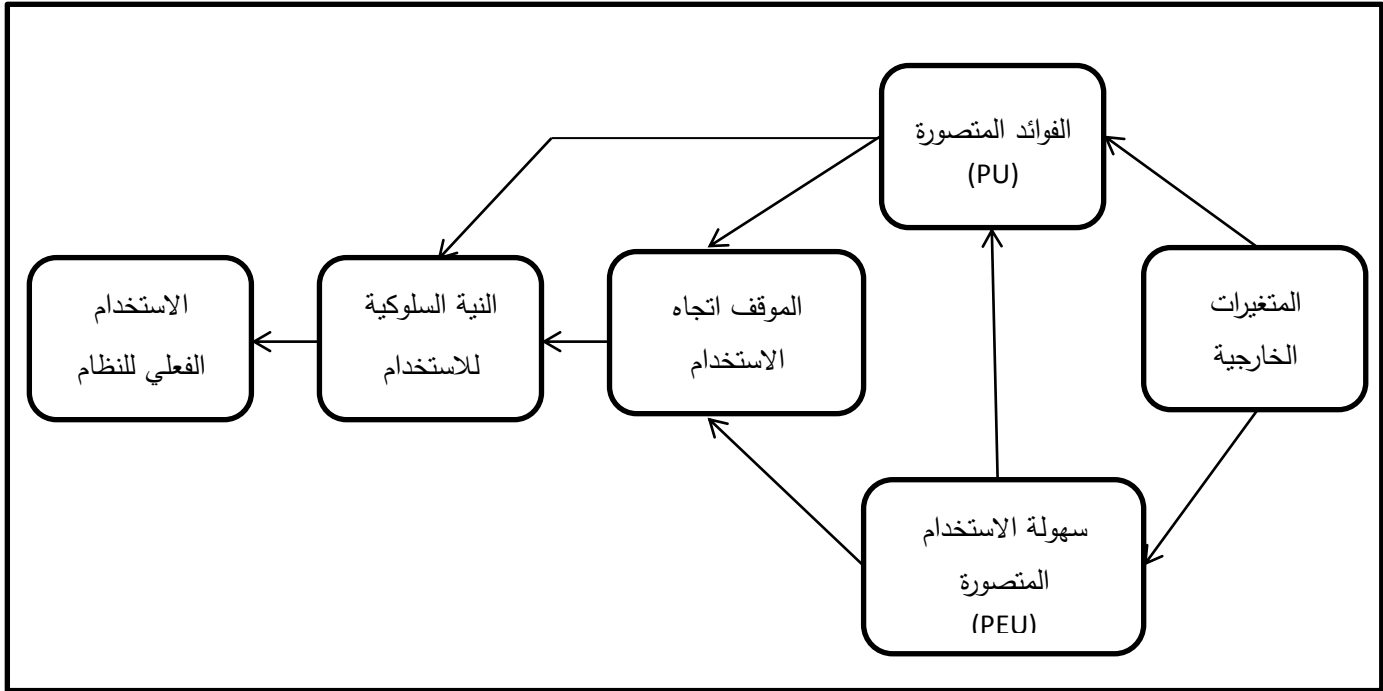 الفوائد المتصورة
(PU)
المتغيرات
الخارجية
الموقف اتجاه
الاستخدام
النية السلوكية
للاستخدام
الاستخدام
الفعلي للنظام
سهولة الاستخدام
المتصورة
(PEU)